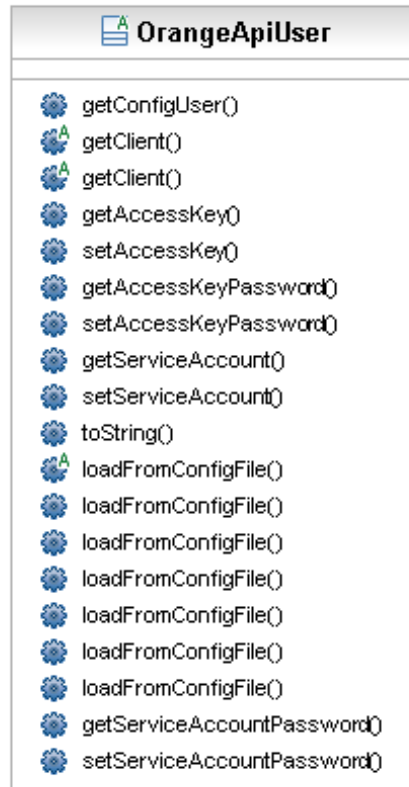 A OrangeApiUser
getConfigUser()
A getClient()
A getClient()
getAccessKey()
setAccessKey()
getAccessKeyPassword()
setAccessKeyPassword()
getServiceAccount()
setServiceAccount()
toString()
A loadFromConfigFile()
loadFromConfigFile()
loadFromConfigFile()
loadFromConfigFile()
loadFromConfigFile()
loadFromConfigFile()
loadFromConfigFile()
getServiceAccountPassword()
setServiceAccountPassword()